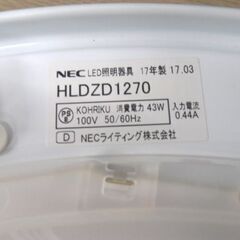 NEC LED照明器具 17年製 17.03
HLDZD1270
PS
E
KOHRIKU 消費電力 43W 入力電流
100V 50/60Hz 0.44A
D NECライティング株式会社